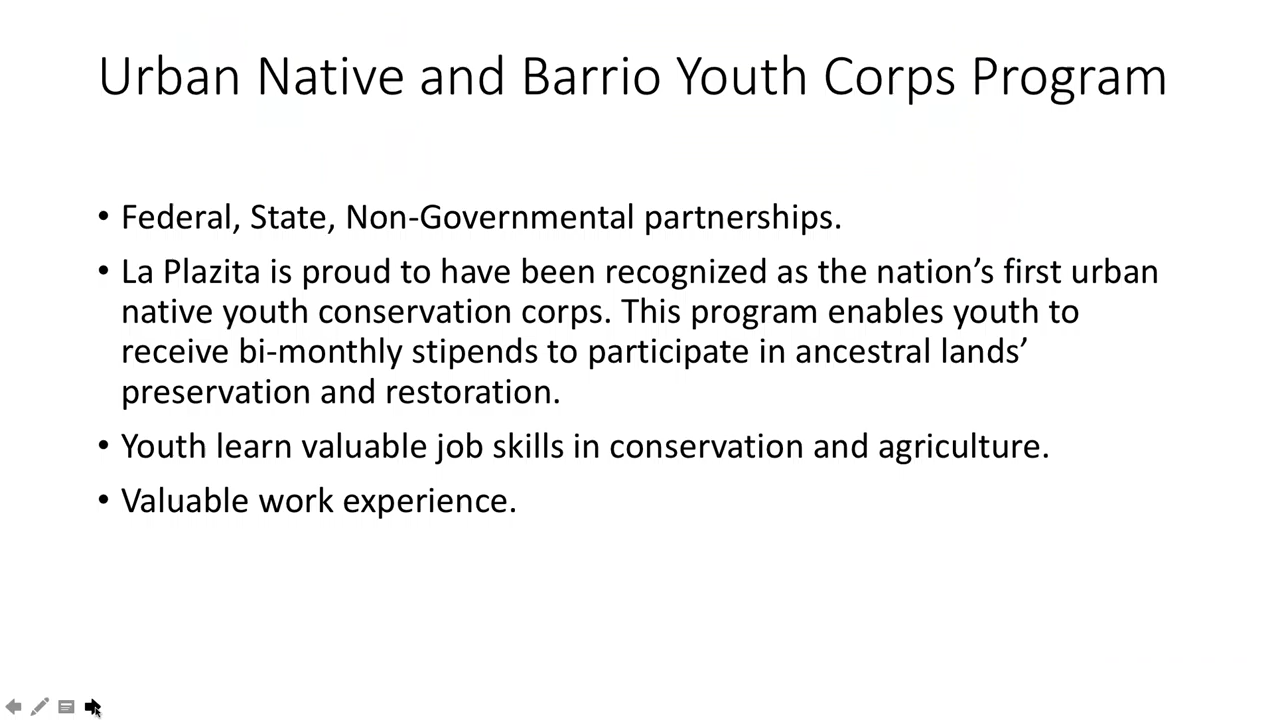 Urban Native and Barrio Youth Corps Program
• Federal, State, Non-Governmental partnerships.
• La Plazita is proud to have been recognized as the nation’s first urban
native youth conservation corps. This program enables youth to
receive bi-monthly stipends to participate in ancestral lands’
preservation and restoration.
• Youth learn valuable job skills in conservation and agriculture.
• Valuable work experience.